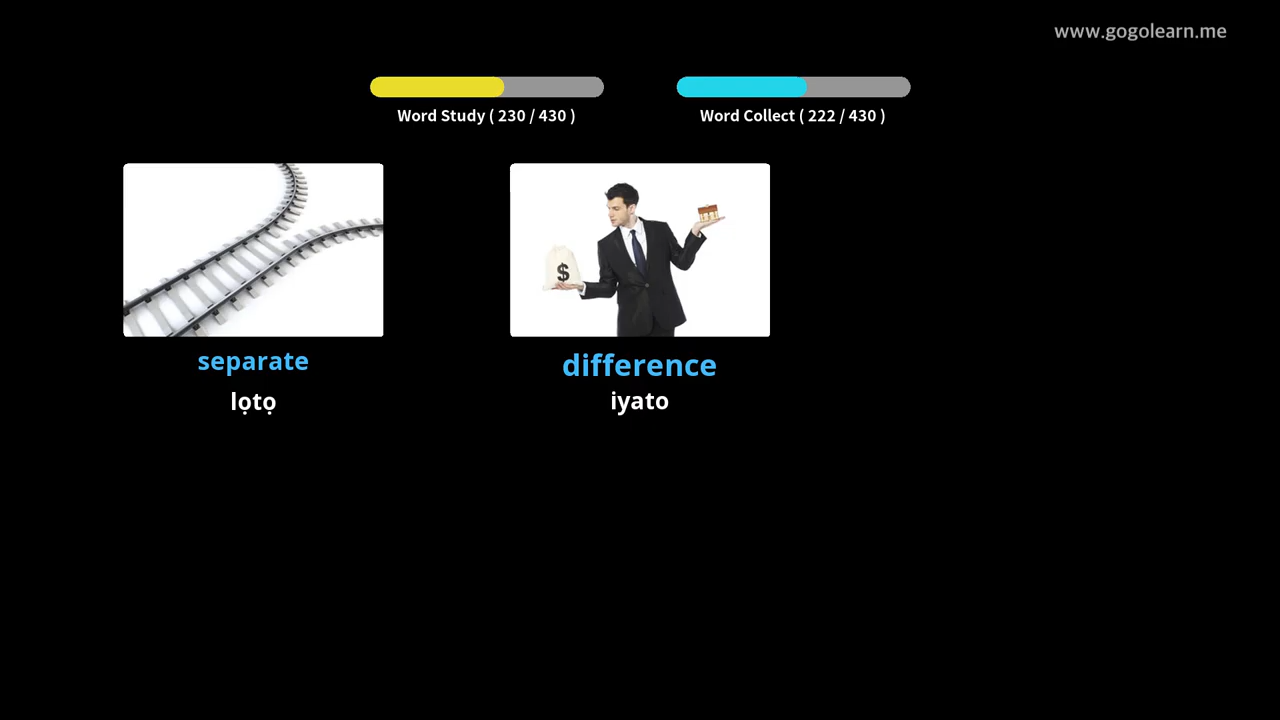 www.gogolearn.me
Word Study ( 230 / 430 )
Word Collect ( 222 / 430 )
$
separate
lọtọ
difference
iyato